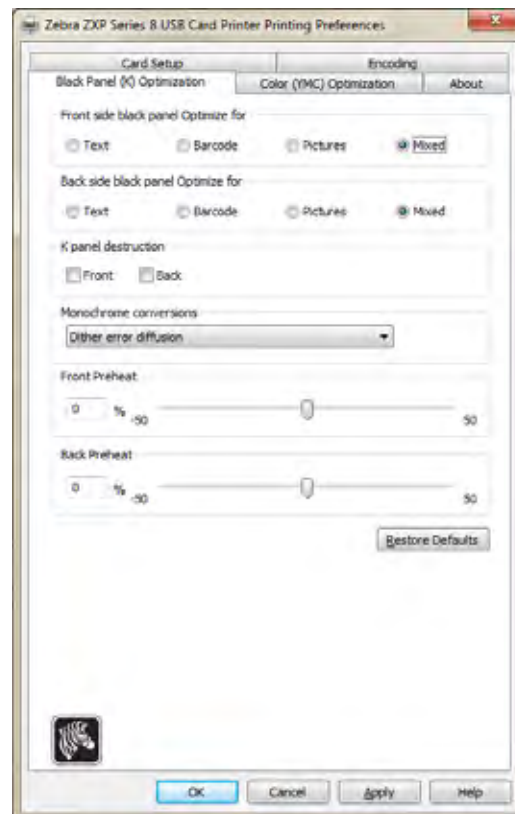 Zebra ZXP Series 8 USB Card Printer Printing Preferences
Card Setup Encoding
Black Panel (K) Optimization Color (YMC) Optimization About
Front side black panel Optimize for
Text Barcode Pictures Mixed
Back side black panel Optimize for
Text Barcode Pictures Mixed
K panel destruction
Front Back
Monochrome conversions
Dither error diffusion
Front Preheat
0 % -50 50
Back Preheat
0 % -50 50
Restore Defaults
OK Cancel Apply Help